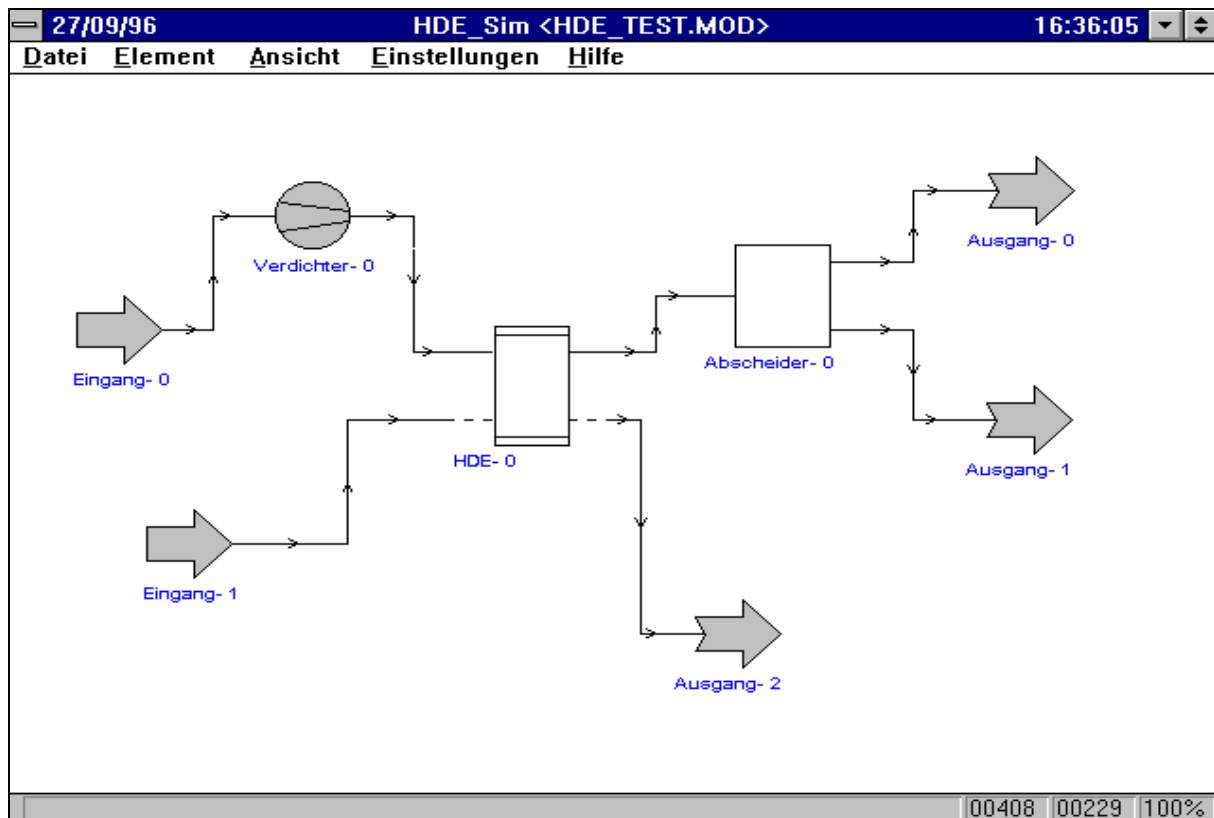 27/09/96 HDE_Sim <HDE_TEST.MOD> 16:36:05
Datei Element Ansicht Einstellungen Hilfe
Ausgang- 0
Verdichter- 0
Abscheider- 0
Eingang- 0
HDE- 0
Ausgang- 1
Eingang- 1
Ausgang- 2
00408 00229 100%